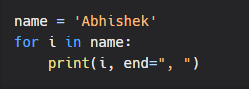 name = 'Abhishek'
for i in name:
    print(i, end=", ")